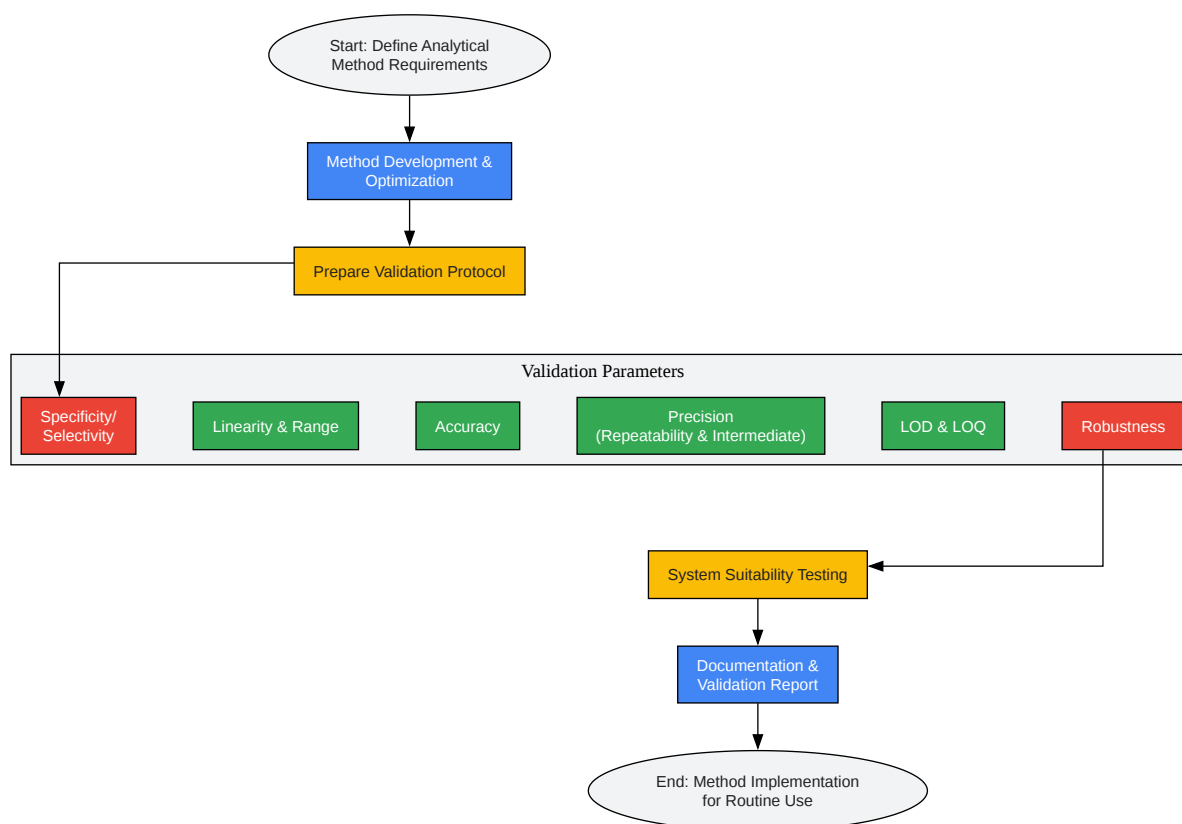 Start: Define Analytical
Method Requirements
Method Development &
Optimization
Prepare Validation Protocol
Validation Parameters
Specificity/
Selectivity
Linearity & Range
Accuracy
Precision
(Repeatability & Intermediate)
LOD & LOQ
Robustness
System Suitability Testing
Documentation &
Validation Report
End: Method Implementation
for Routine Use